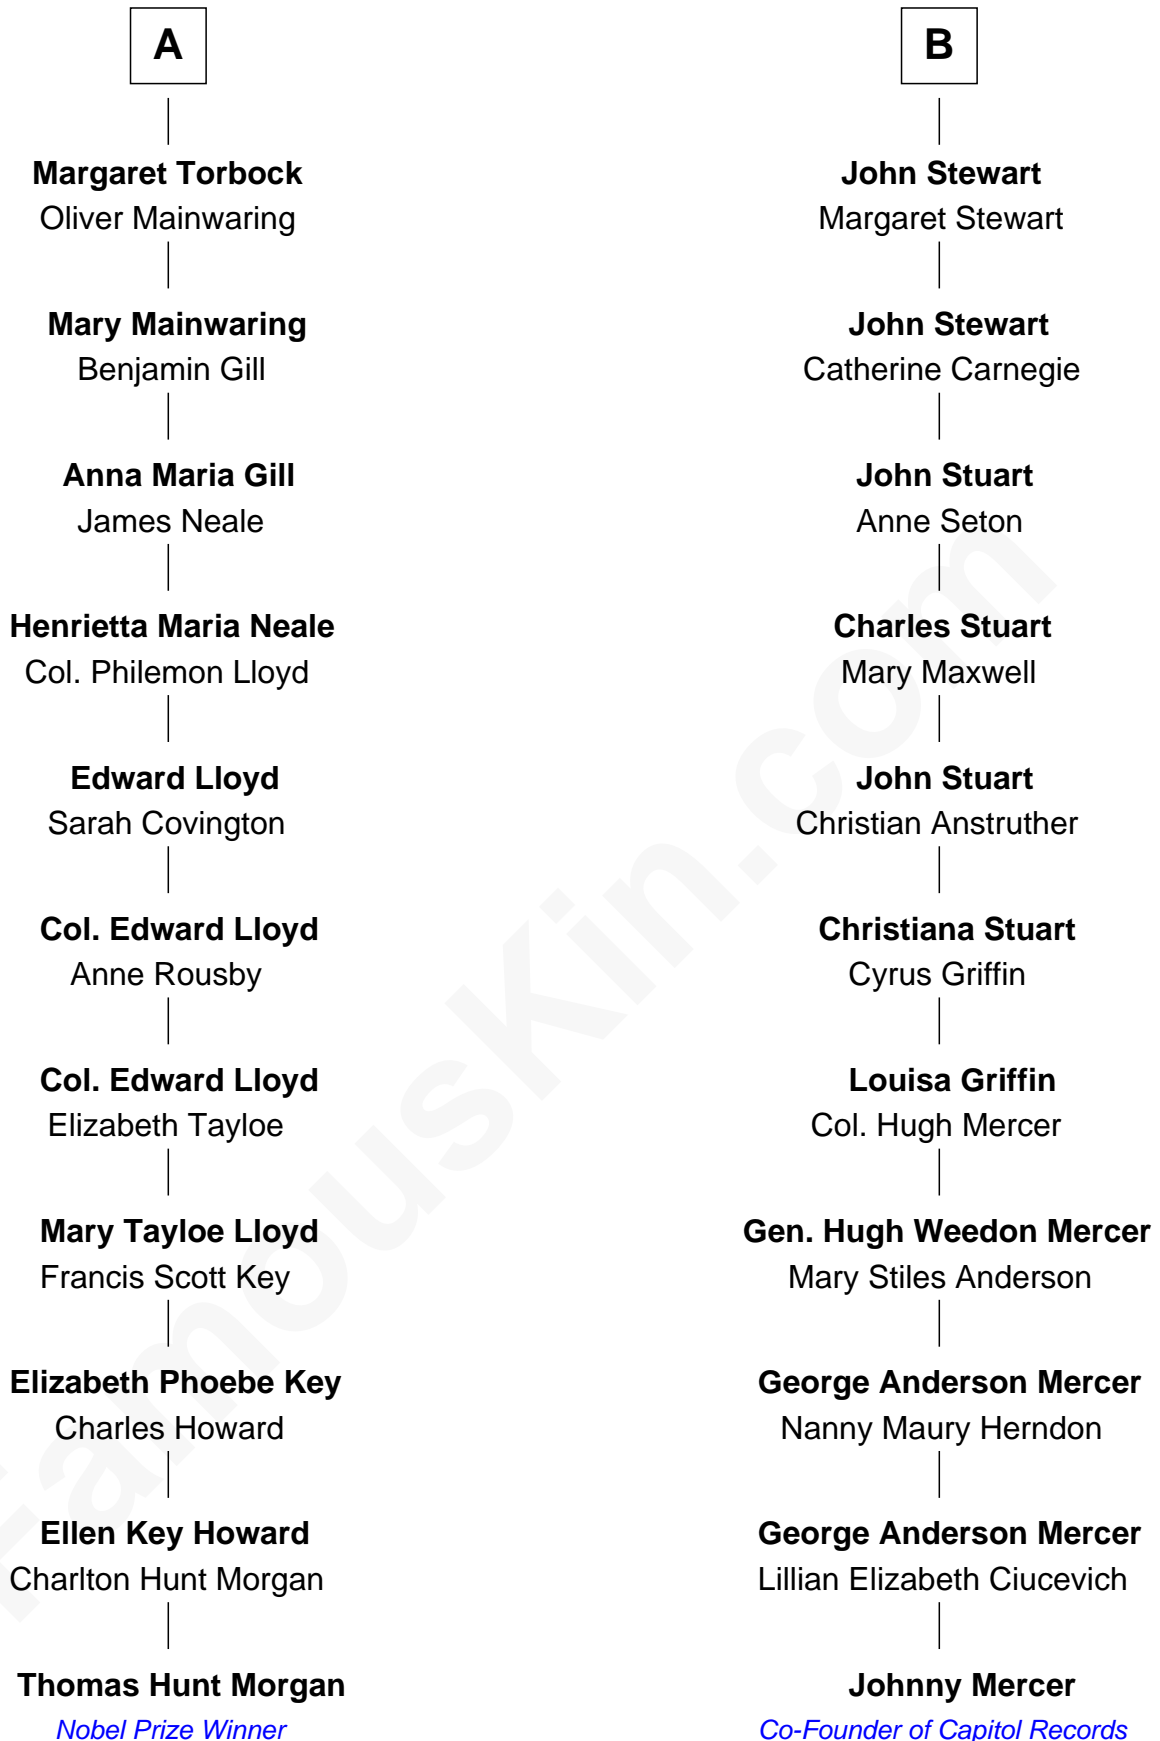 A
Margaret Torbock
Oliver Mainwaring
Mary Mainwaring
Benjamin Gill
Anna Maria Gill
James Neale
Henrietta Maria Neale
Col. Philemon Lloyd
Edward Lloyd
Sarah Covington
Col. Edward Lloyd
Anne Rousby
Col. Edward Lloyd
Elizabeth Tayloe
Mary Tayloe Lloyd
Francis Scott Key
Elizabeth Phoebe Key
Charles Howard
Ellen Key Howard
Charlton Hunt Morgan
Thomas Hunt Morgan
Nobel Prize Winner
B
John Stewart
Margaret Stewart
John Stewart
Catherine Carnegie
John Stuart
Anne Seton
Charles Stuart
Mary Maxwell
John Stuart
Christian Anstruther
Christiana Stuart
Cyrus Griffin
Louisa Griffin
Col. Hugh Mercer
Gen. Hugh Weedon Mercer
Mary Stiles Anderson
George Anderson Mercer
Nanny Maury Herndon
George Anderson Mercer
Lillian Elizabeth Ciucevich
Johnny Mercer
Co-Founder of Capitol Records
FamousKin.com